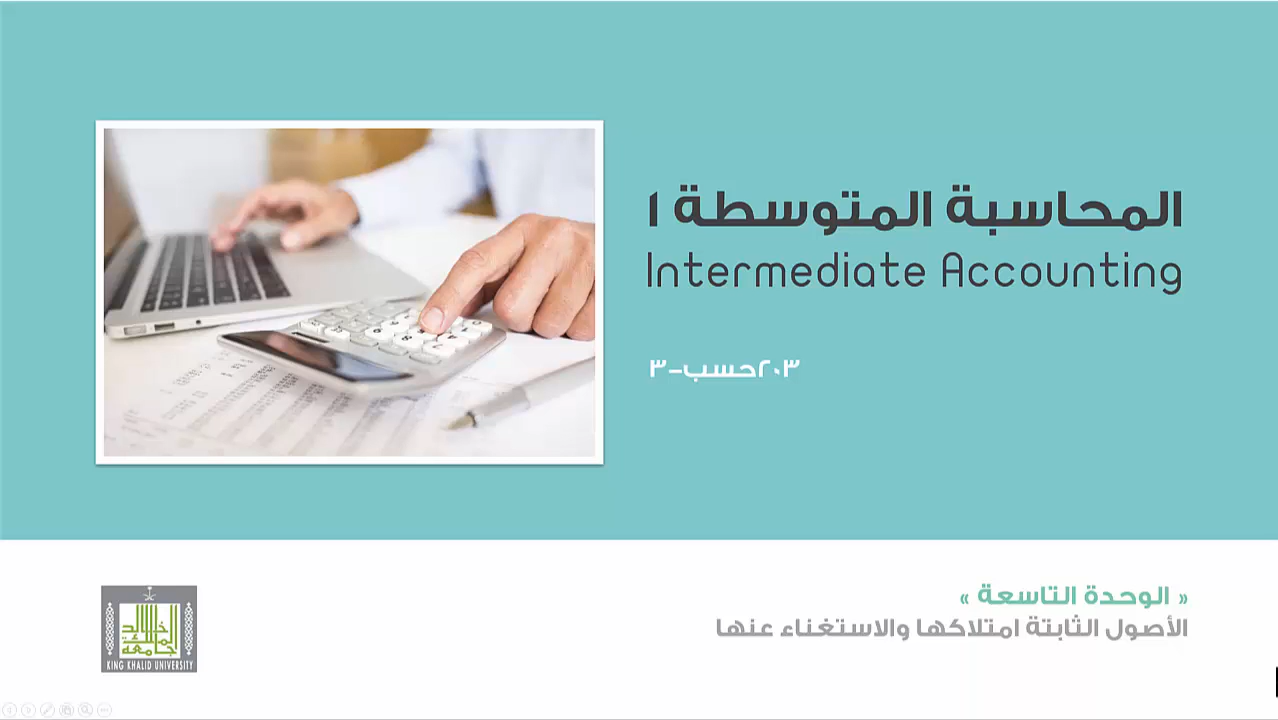 المحاسبة المتوسطة ١
Intermediate Accounting
٢٠٣حسب-٣
« الوحدة التاسعة »
الأصول الثابتة امتلاكها والاستغناء عنها
جامعة الملك خالد
KING KHALID UNIVERSITY